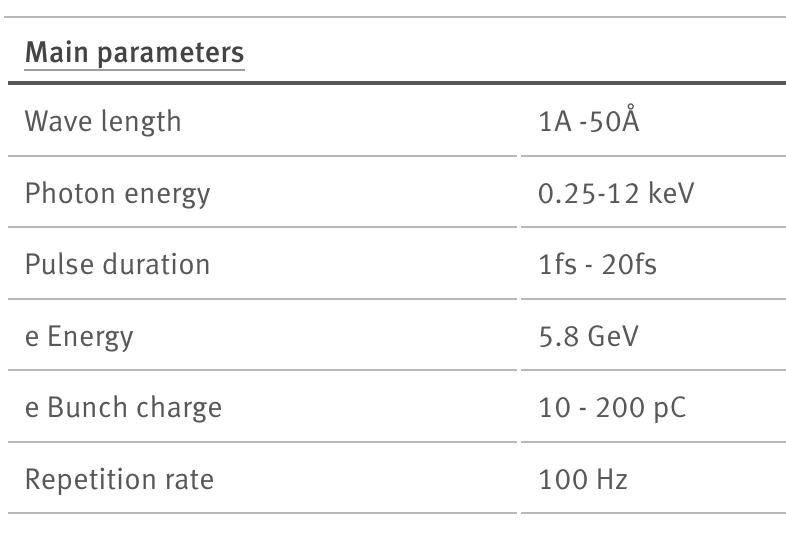 Main parameters
Wave length 1A -50Å
Photon energy 0.25-12 keV
Pulse duration 1fs - 20fs
e Energy 5.8 GeV
e Bunch charge 10 - 200 pC
Repetition rate 100 Hz